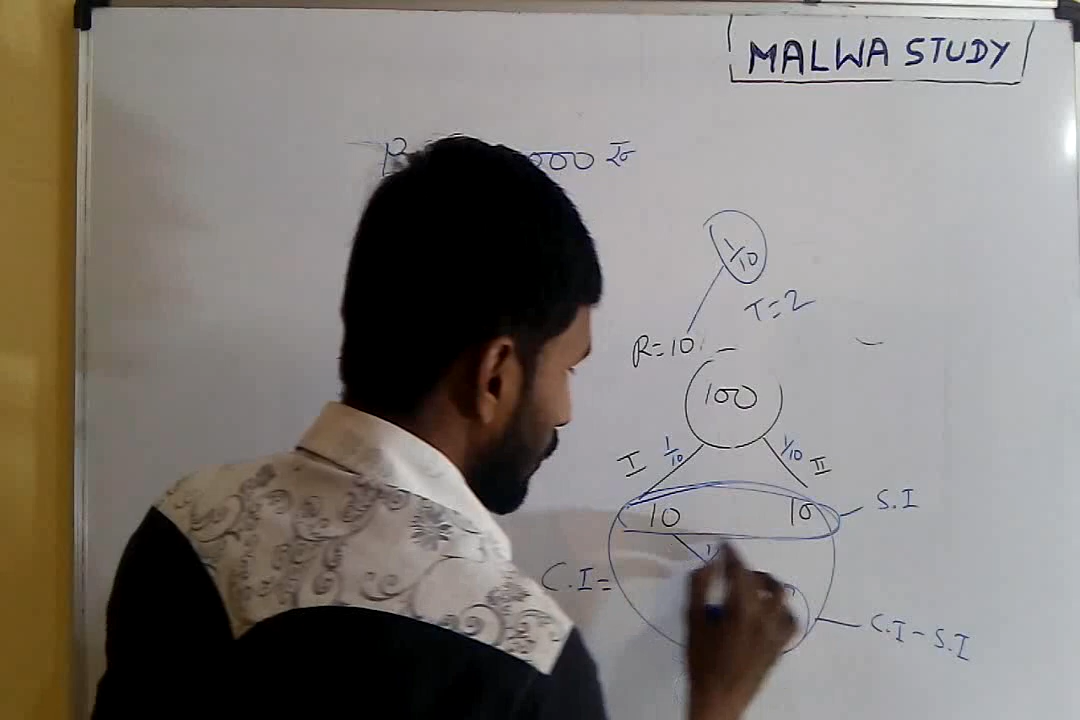 MALWA STUDY
P 000 रु
1/10
T=2
R=10
100
I 1/10 1/10 II
10 10
S.I
C.I=
C.I-S.I